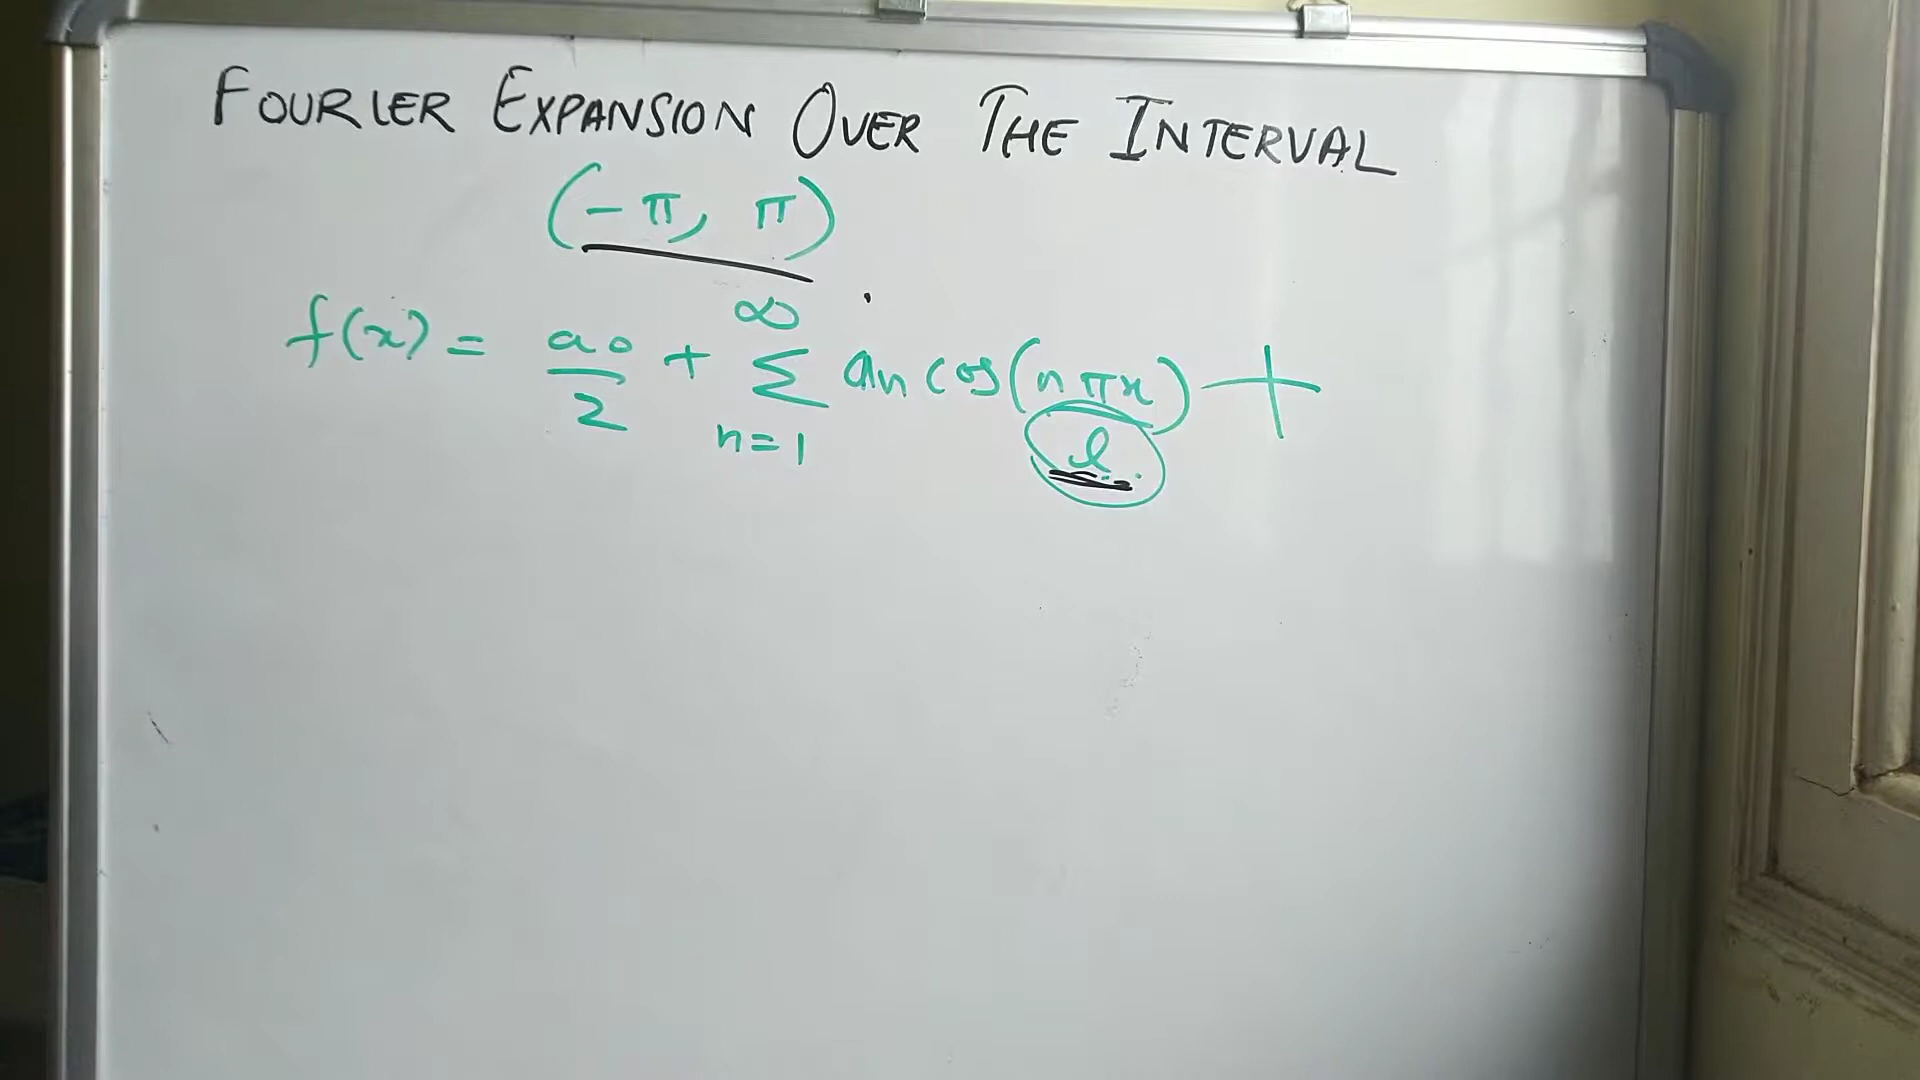 FOURIER EXPANSION OVER THE INTERVAL
(-π, π)
f(x) = a0/2 + ∞ Σ n=1 an cos(nπx/l) +